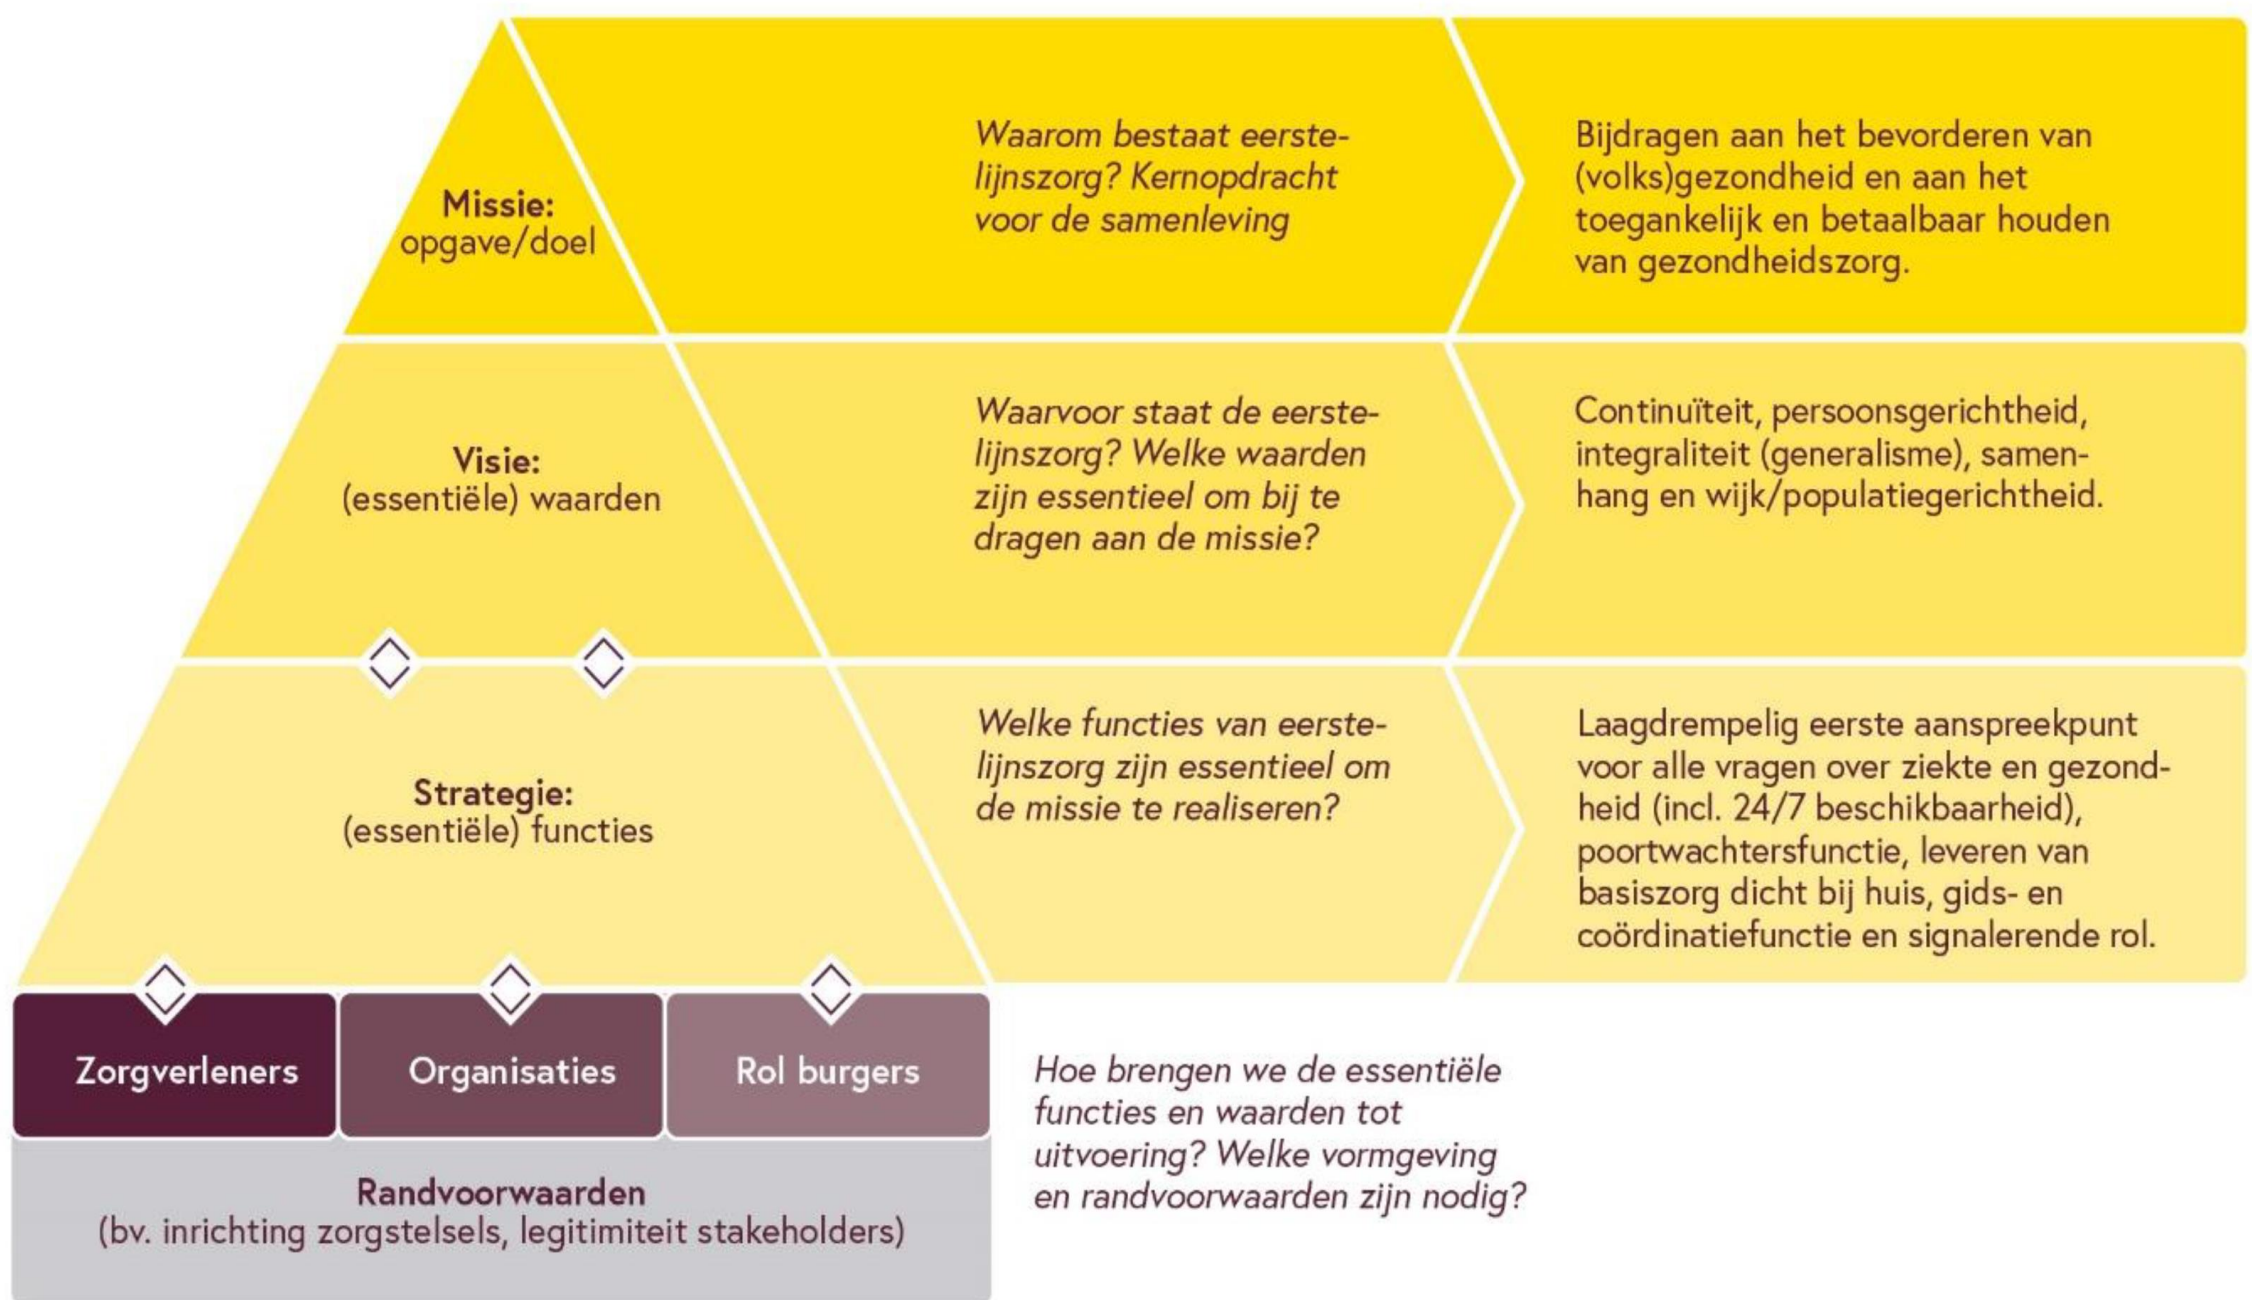 Missie:
opgave/doel
Waarom bestaat eerste-
lijnszorg? Kernopdracht
voor de samenleving
Bijdragen aan het bevorderen van
(volks)gezondheid en aan het
toegankelijk en betaalbaar houden
van gezondheidszorg.
Visie:
(essentiële) waarden
Waarvoor staat de eerste-
lijnszorg? Welke waarden
zijn essentieel om bij te
dragen aan de missie?
Continuïteit, persoonsgerichtheid,
integraliteit (generalisme), samen-
hang en wijk/populatiegerichtheid.
Strategie:
(essentiële) functies
Welke functies van eerste-
lijnszorg zijn essentieel om
de missie te realiseren?
Laagdrempelig eerste aanspreekpunt
voor alle vragen over ziekte en gezond-
heid (incl. 24/7 beschikbaarheid),
poortwachtersfunctie, leveren van
basiszorg dicht bij huis, gids- en
coördinatiefunctie en signalerende rol.
Zorgverleners
Organisaties
Rol burgers
Randvoorwaarden
(bv. inrichting zorgstelsels, legitimiteit stakeholders)
Hoe brengen we de essentiële
functies en waarden tot
uitvoering? Welke vormgeving
en randvoorwaarden zijn nodig?